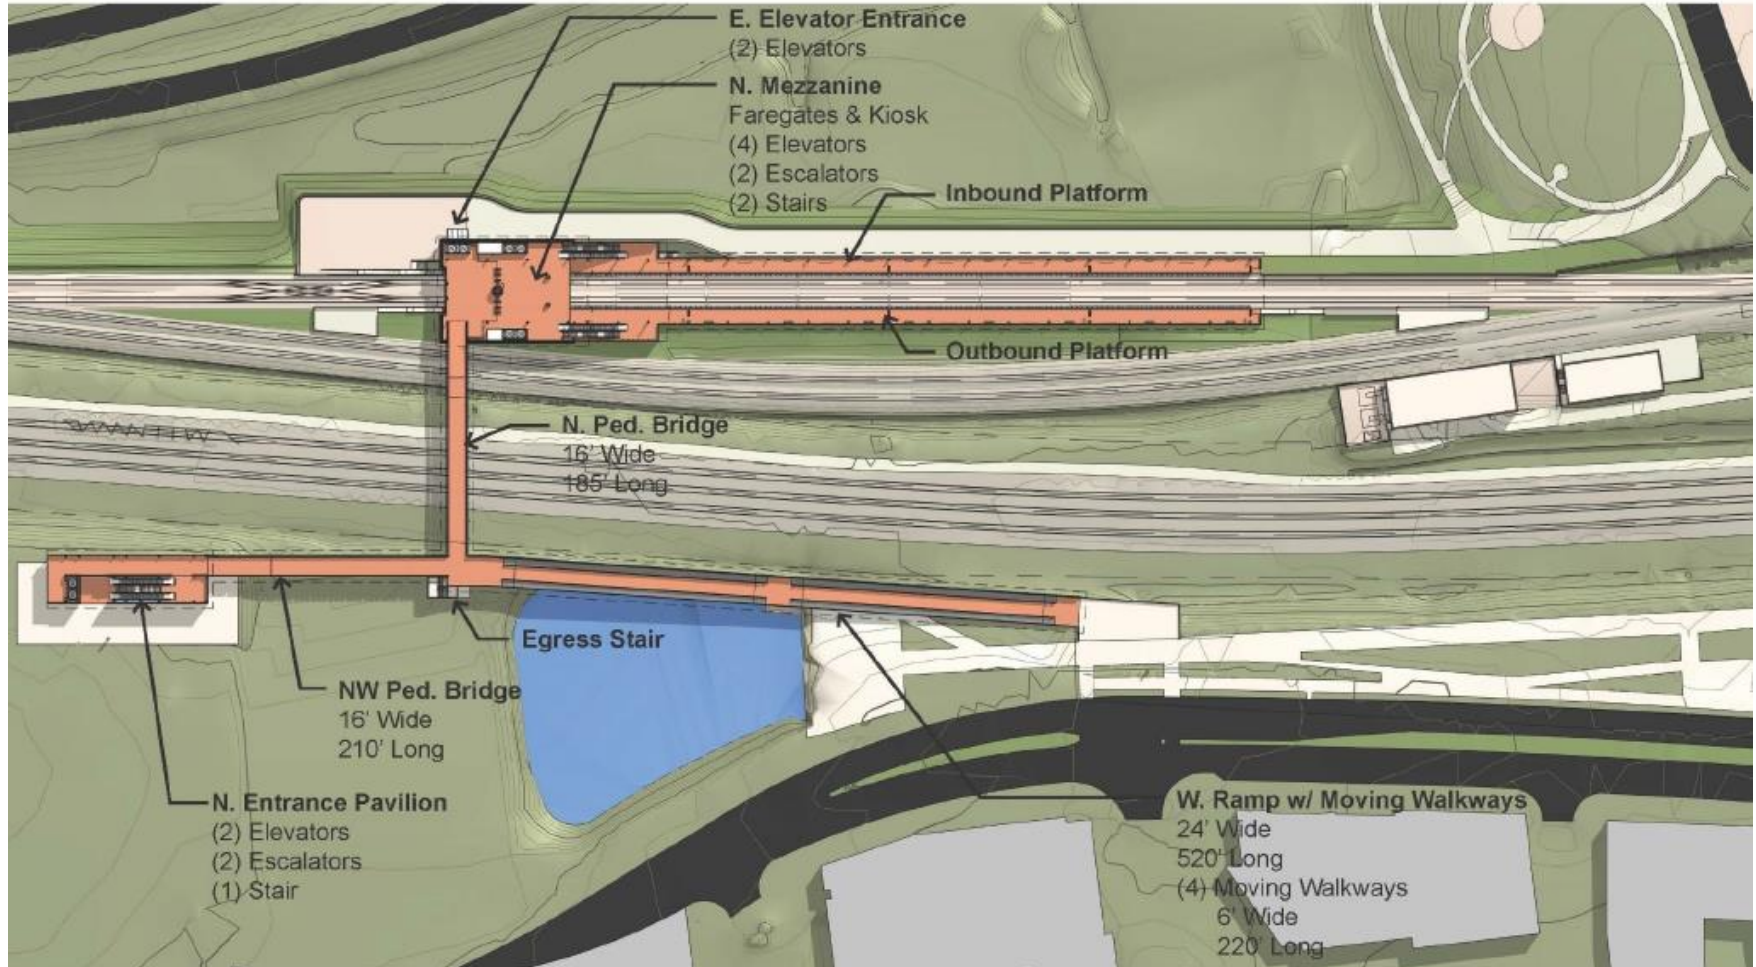 E. Elevator Entrance
(2) Elevators
N. Mezzanine
Faregates & Kiosk
(4) Elevators
(2) Escalators
(2) Stairs
Inbound Platform
Outbound Platform
N. Ped. Bridge
16' Wide
185' Long
Egress Stair
NW Ped. Bridge
16' Wide
210' Long
N. Entrance Pavilion
(2) Elevators
(2) Escalators
(1) Stair
W. Ramp w/ Moving Walkways
24' Wide
520' Long
(4) Moving Walkways
6' Wide
220' Long